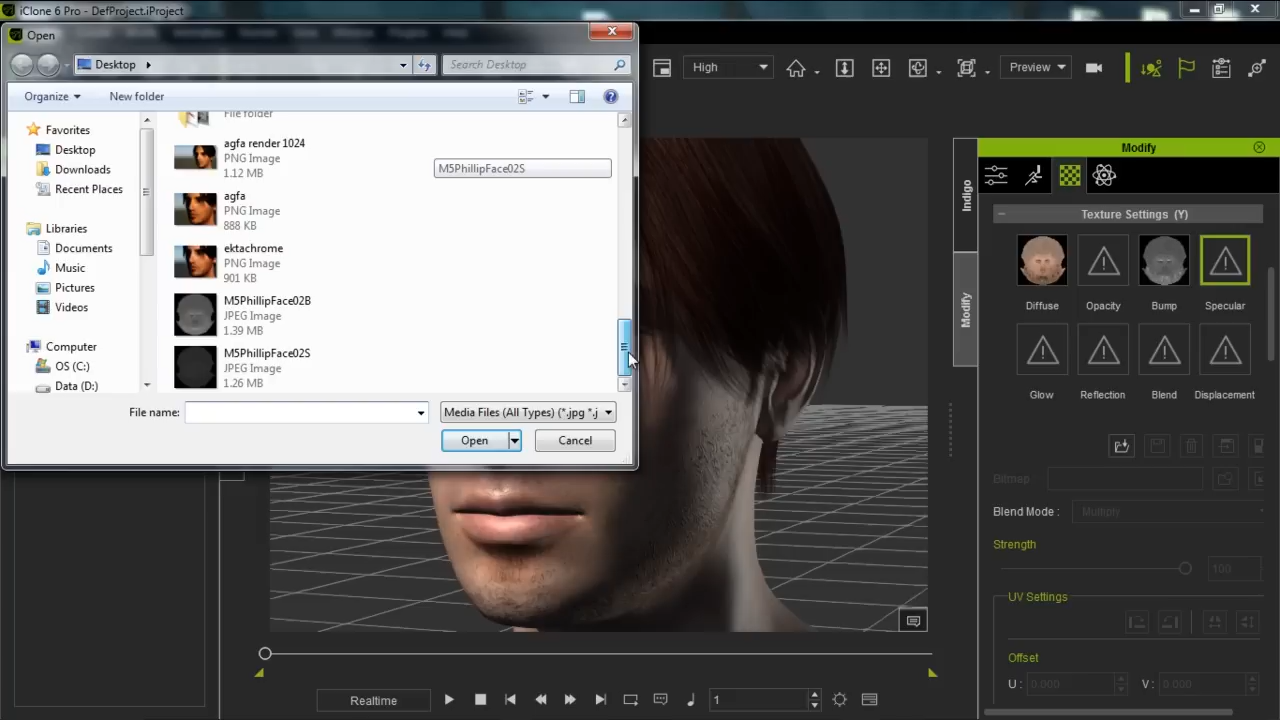 iClone 6 Pro - DefProject.iProject
Open
Desktop
Search Desktop
Organize
New folder
Favorites
Desktop
Downloads
Recent Places
Libraries
Documents
Music
Pictures
Videos
Computer
OS (C:)
Data (D:)
File folder
agfa render 1024
PNG Image
1.12 MB
agfa
PNG Image
888 KB
ektachrome
PNG Image
901 KB
M5PhillipFace02B
JPEG Image
1.39 MB
M5PhillipFace02S
JPEG Image
1.26 MB
M5PhillipFace02S
File name:
Media Files (All Types) (*.jpg *.j
Open
Cancel
High
Preview
Indigo
Modify
Modify
Texture Settings (Y)
Diffuse
Opacity
Bump
Specular
Glow
Reflection
Blend
Displacement
Bitmap
Blend Mode :
Multiply
Strength
100
UV Settings
Offset
U :
0.000
V :
0.000
Realtime
1